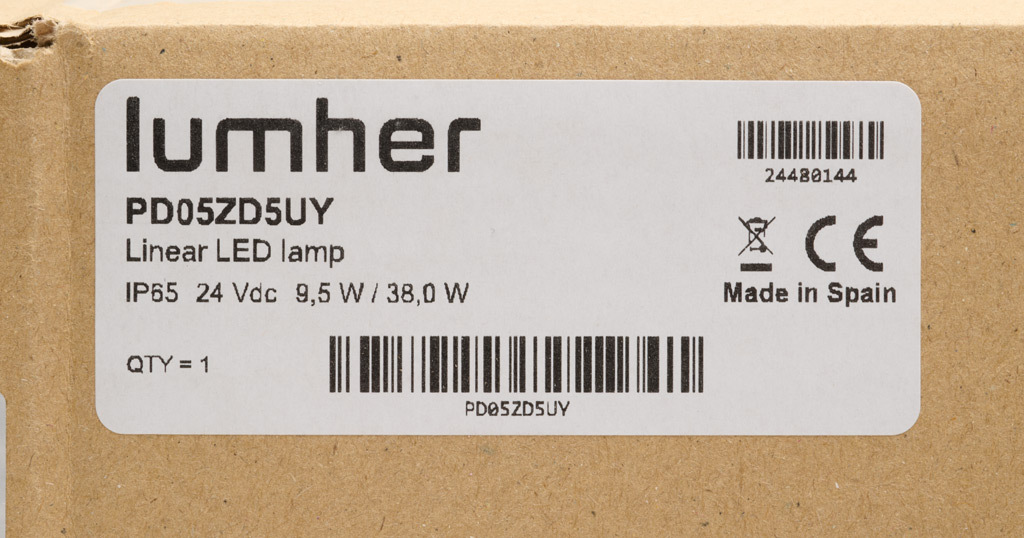 lumher
24480144
PD05ZD5UY
Linear LED lamp
IP65 24 Vdc 9,5 W / 38,0 W
CE
Made in Spain
QTY = 1
PD05ZD5UY